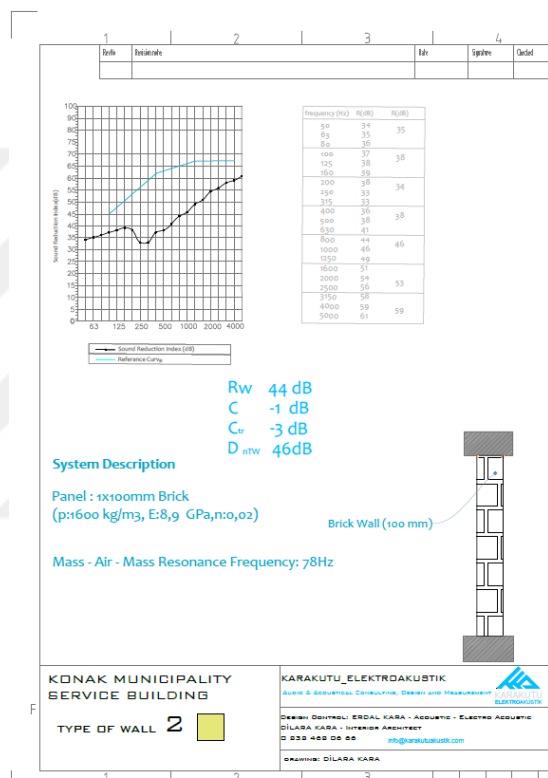 1 2 3 4
RevNo Revision note Date Signature Checked
100
90
80
75
70
65
60
55
50
45
40
35
30
25
20
15
10
5
0
Sound Reduction Index(dB)
63 125 250 500 1000 2000 4000
Sound Reduction Index (dB)
Referance Curve
frequency (Hz) R(dB) R(dB)
50 34
63 35 35
80 36
100 37
125 38 38
160 39
200 38
250 33 34
315 33
400 36
500 38 38
630 41
800 44
1000 46 46
1250 49
1600 51
2000 54 53
2500 56
3150 58
4000 59 59
5000 61
Rw 44 dB
C -1 dB
Ctr -3 dB
D nTW 46dB
System Description
Panel : 1x100mm Brick
(p:1600 kg/m3, E:8,9 GPa,n:0,02)
Brick Wall (100 mm)
Mass - Air - Mass Resonance Frequency: 78Hz
F
KONAK MUNICIPALITY
SERVICE BUILDING
TYPE OF WALL 2
KARAKUTU_ELEKTROAKUSTIK
Audio & Acoustical Consulting, Design and Measurement
KARAKUTU
ELEKTROAKUSTIK
Design Control: ERDAL KARA - Acoustic - Electro Acoustic
DİLARA KARA - Interior Architect
0 232 462 06 66 info@karakutuakustik.com
DRAWING: DİLARA KARA
1 2 3 4